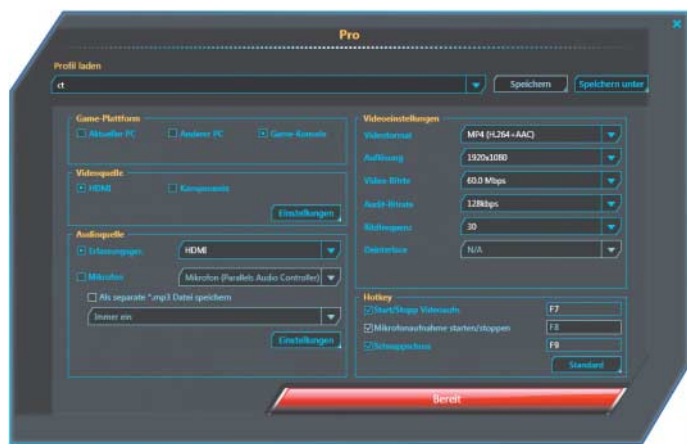 Pro
Profil laden
ct
Speichern
Speichern unter
Game-Plattform
Aktueller PC
Anderer PC
Game-Konsole
Videoquelle
HDMI
Komponente
Einstellungen
Audioquelle
Erfassungsger.
HDMI
Mikrofon
Mikrofon (Parallels Audio Controller)
Als separate *.mp3 Datei speichern
Immer ein
Einstellungen
Videoeinstellungen
Videoformat
MP4 (H.264+AAC)
Auflösung
1920x1080
Video-Bitrte
60.0 Mbps
Audit-Bitrate
128kbps
Bildfrequenz
30
Deinterlace
N/A
Hotkey
Start/Stopp Videoaufn.
F7
Mikrofonaufnahme starten/stoppen
F8
Schnappschuss
F9
Standard
Bereit